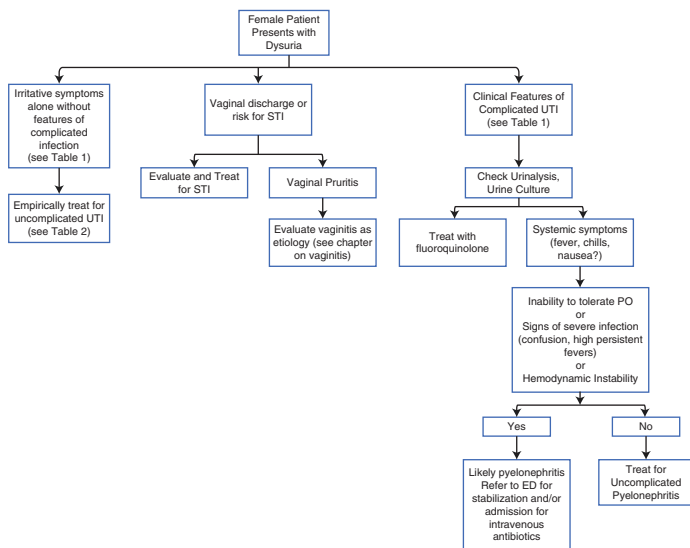 Female Patient
Presents with
Dysuria
Irritative symptoms
alone without
features of
complicated
infection
(see Table 1)
Vaginal discharge or
risk for STI
Clinical Features of
Complicated UTI
(see Table 1)
Evaluate and Treat
for STI
Vaginal Pruritis
Check Urinalysis,
Urine Culture
Empirically treat for
uncomplicated UTI
(see Table 2)
Evaluate vaginitis as
etiology (see chapter
on vaginitis)
Treat with
fluoroquinolone
Systemic symptoms
(fever, chills,
nausea?)
Inability to tolerate PO
or
Signs of severe infection
(confusion, high persistent
fevers)
or
Hemodynamic Instability
Yes
No
Likely pyelonephritis
Refer to ED for
stabilization and/or
admission for
intravenous
antibiotics
Treat for
Uncomplicated
Pyelonephritis